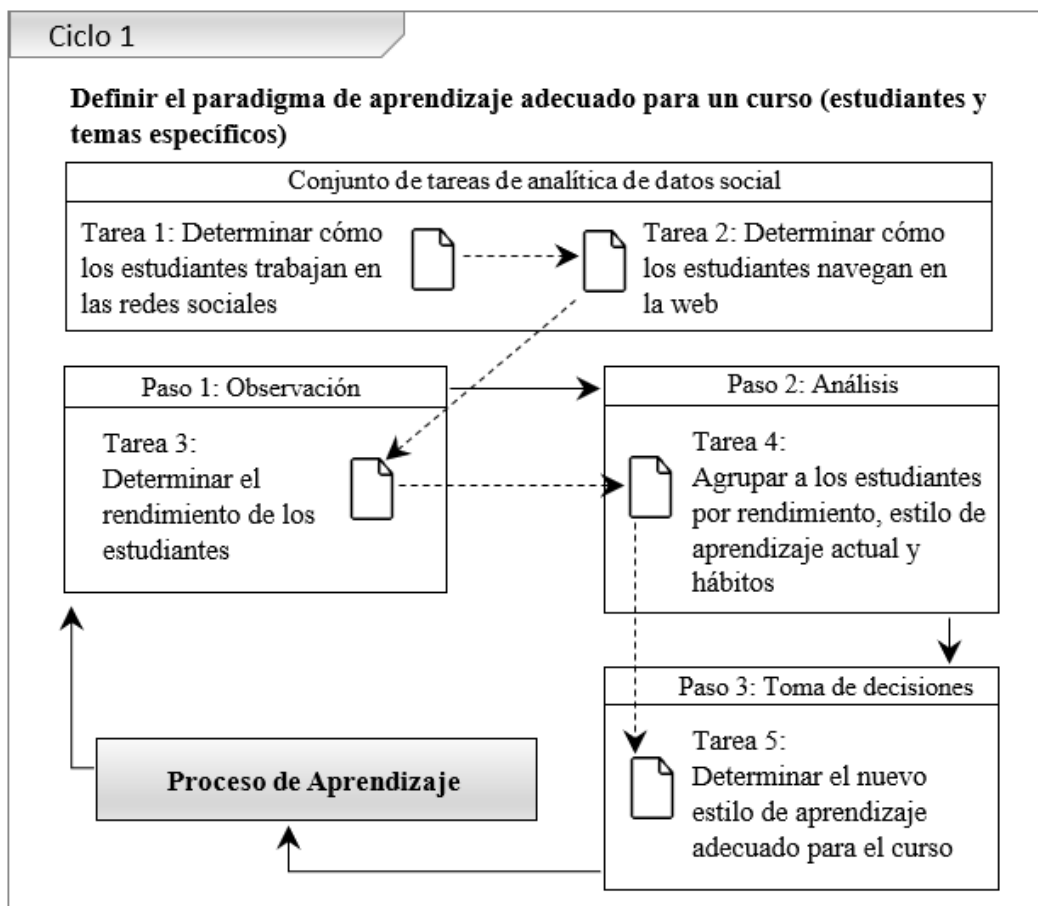 Ciclo 1
Definir el paradigma de aprendizaje adecuado para un curso (estudiantes y
temas específicos)
Conjunto de tareas de analítica de datos social
Tarea 1: Determinar cómo
los estudiantes trabajan en
las redes sociales
Tarea 2: Determinar cómo
los estudiantes navegan en
la web
Paso 1: Observación
Tarea 3:
Determinar el
rendimiento de los
estudiantes
Paso 2: Análisis
Tarea 4:
Agrupar a los estudiantes
por rendimiento, estilo de
aprendizaje actual y
hábitos
Paso 3: Toma de decisiones
Tarea 5:
Determinar el nuevo
estilo de aprendizaje
adecuado para el curso
Proceso de Aprendizaje